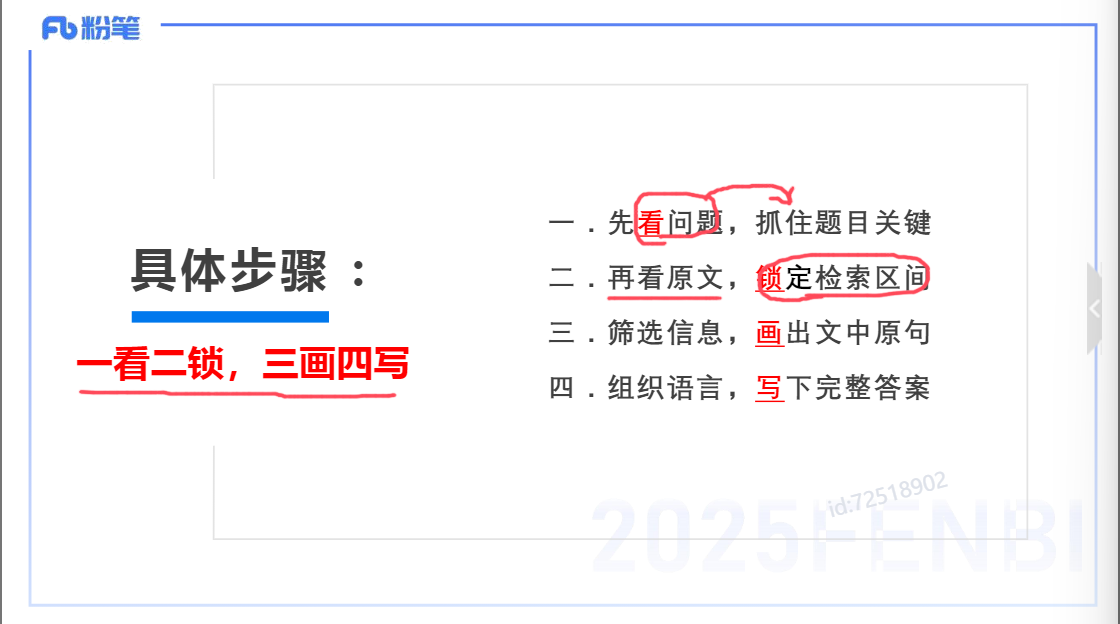 粉笔
具体步骤：
一看二锁，三画四写
一．先看问题，抓住题目关键
二．再看原文，锁定检索区间
三．筛选信息，画出文中原句
四．组织语言，写下完整答案
id:72518902
2025FENBI